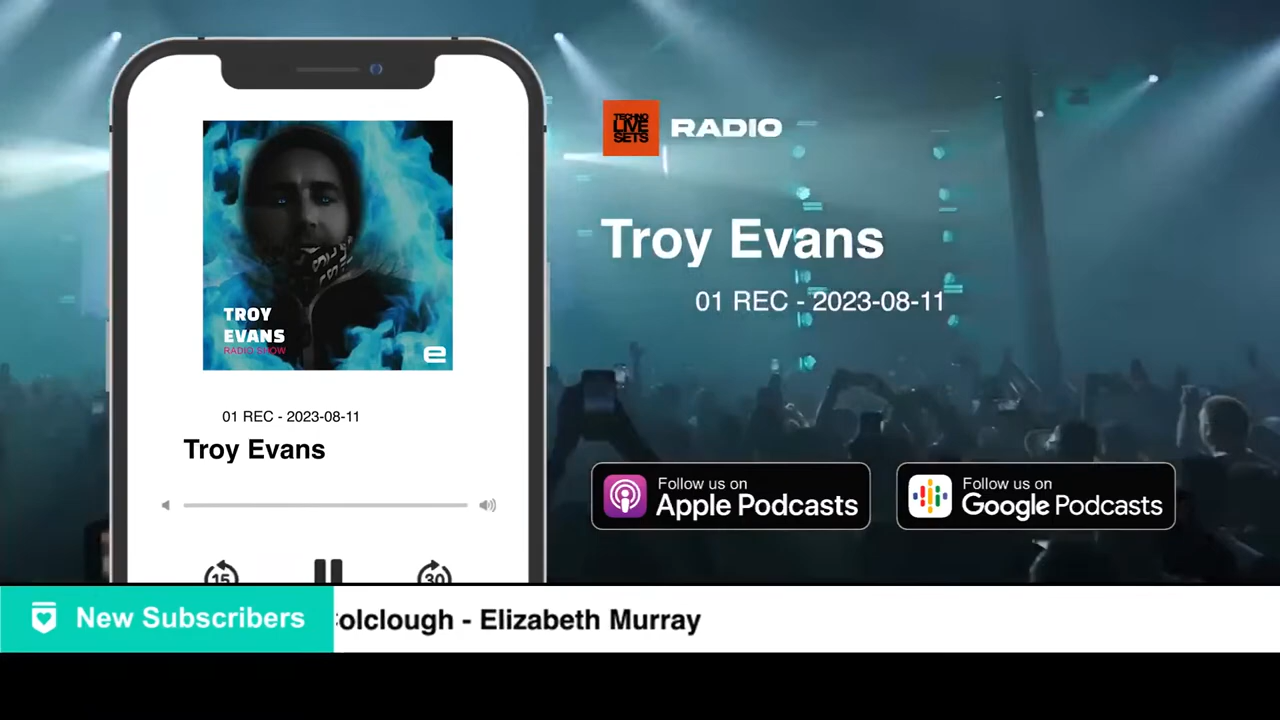 TECHNO
LIVE
SETS
RADIO
Troy Evans
01 REC - 2023-08-11
TROY
EVANS
RADIO SHOW
e
01 REC - 2023-08-11
Troy Evans
15
30
Follow us on
Apple Podcasts
Follow us on
Google Podcasts
New Subscribers
olclough - Elizabeth Murray